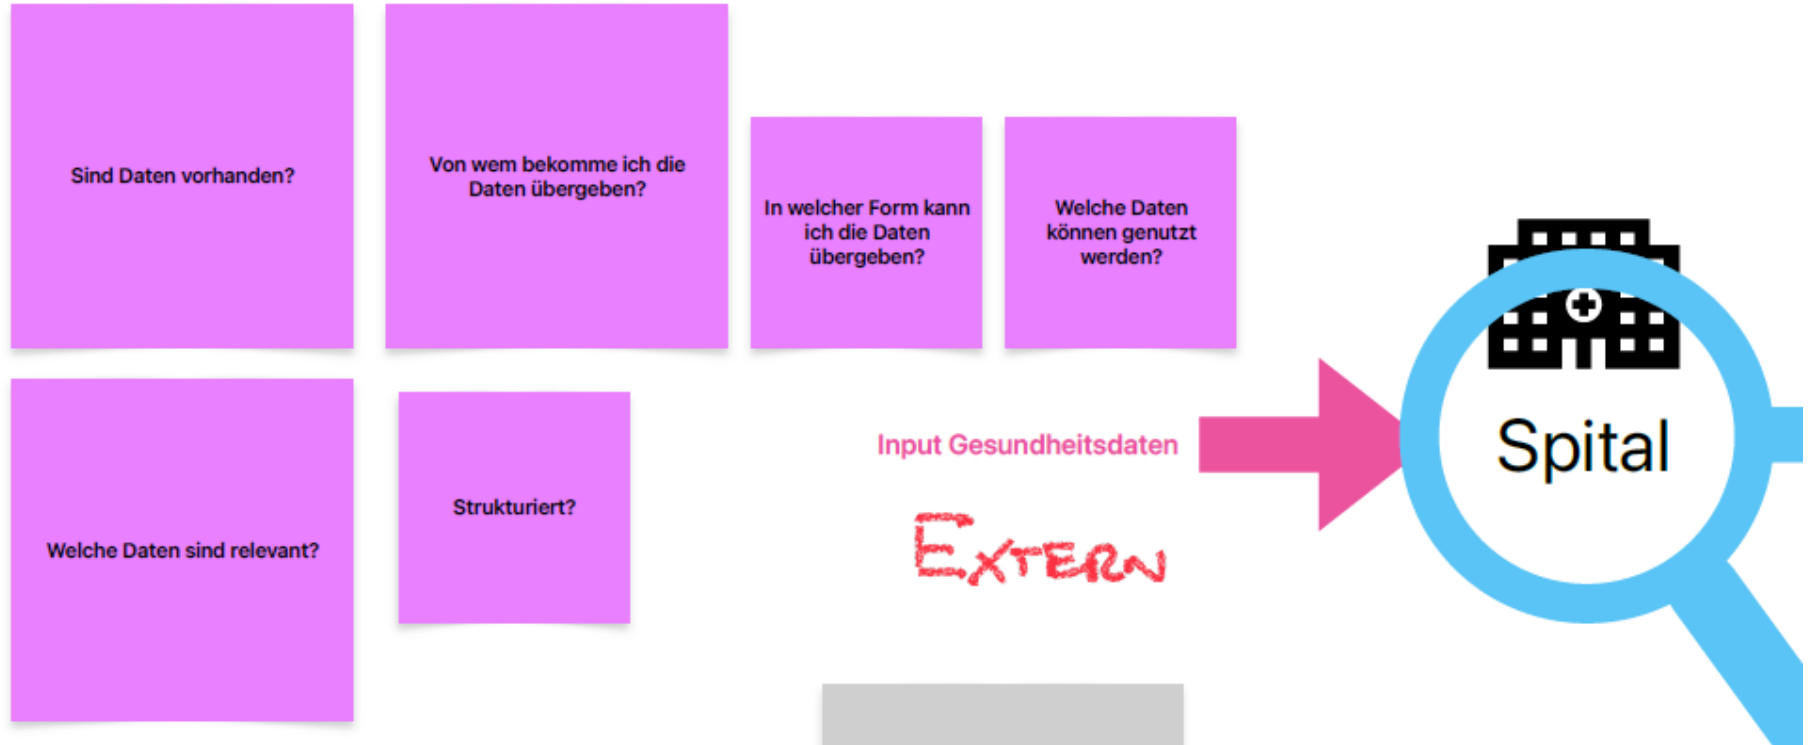 Sind Daten vorhanden?
Von wem bekomme ich die
Daten übergeben?
In welcher Form kann
ich die Daten
übergeben?
Welche Daten
können genutzt
werden?
Welche Daten sind relevant?
Strukturiert?
Input Gesundheitsdaten
EXTERN
Spital